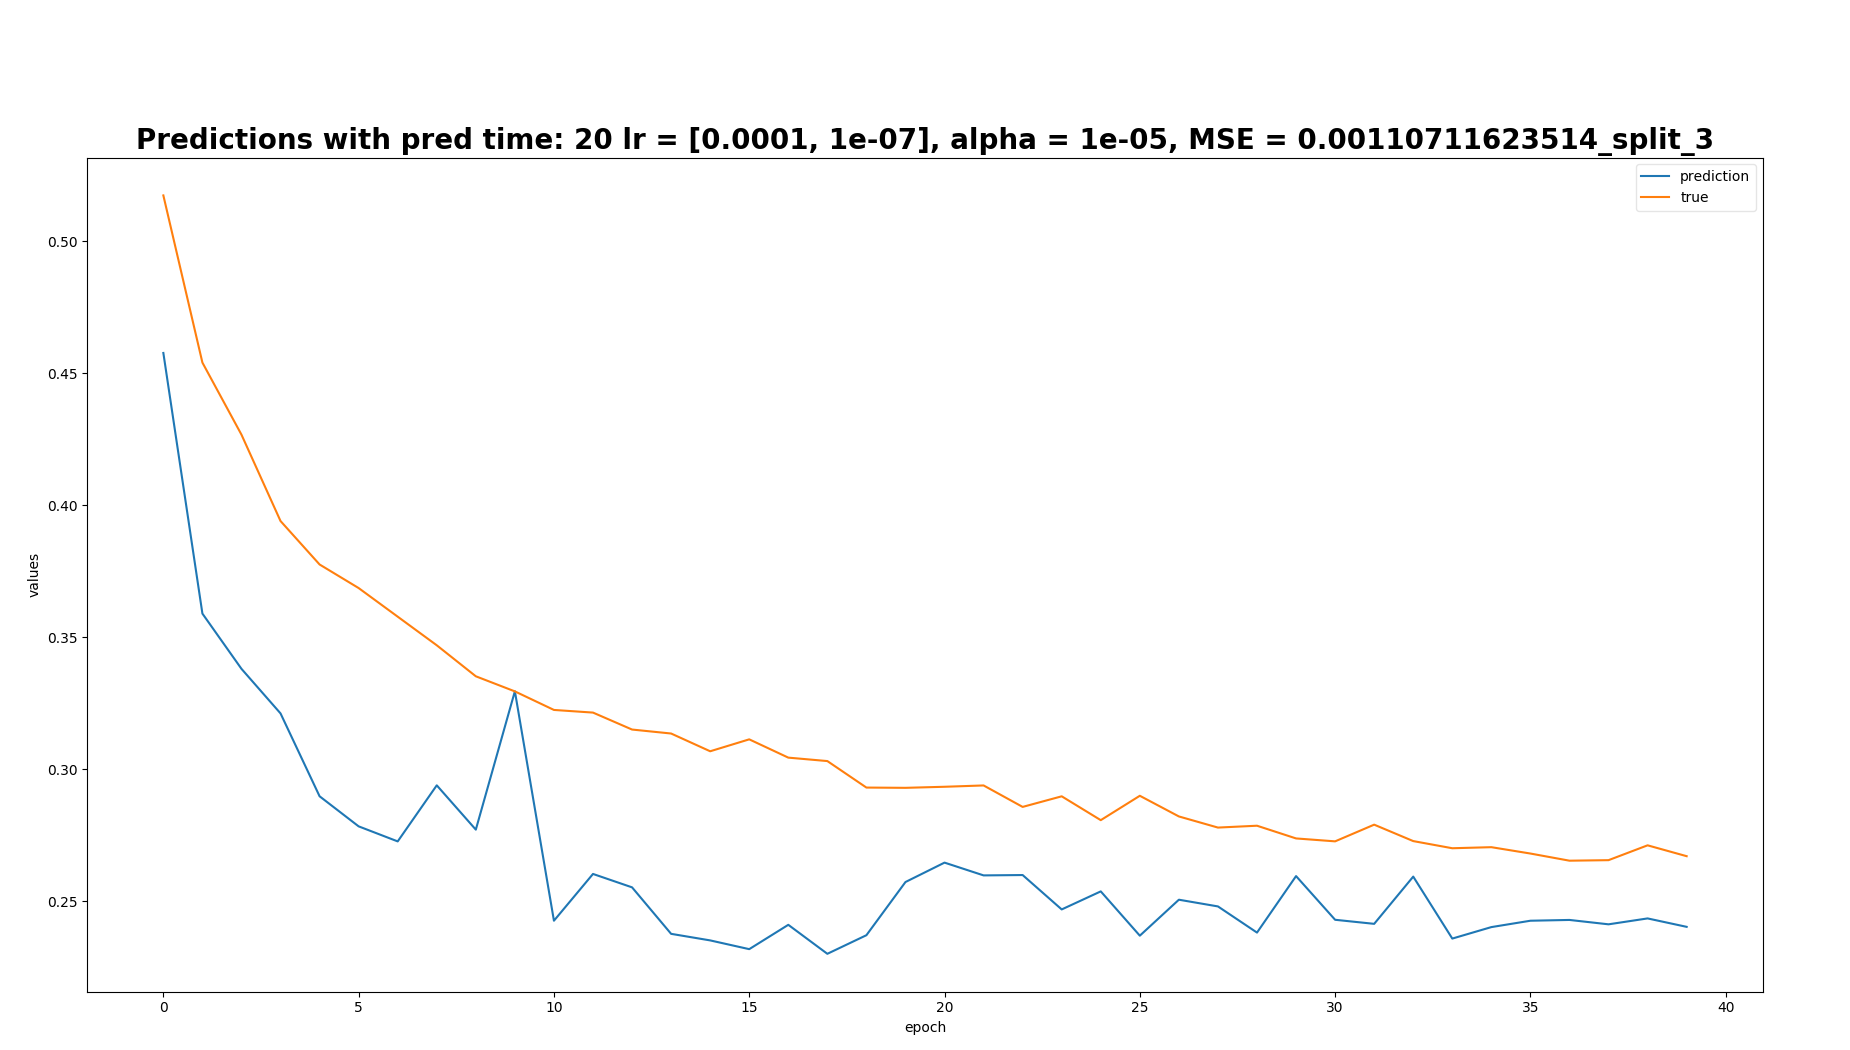 Predictions with pred time: 20 lr = [0.0001, 1e-07], alpha = 1e-05, MSE = 0.00110711623514_split_3
prediction
true
values
0.50
0.45
0.40
0.35
0.30
0.25
0 5 10 15 20 25 30 35 40
epoch